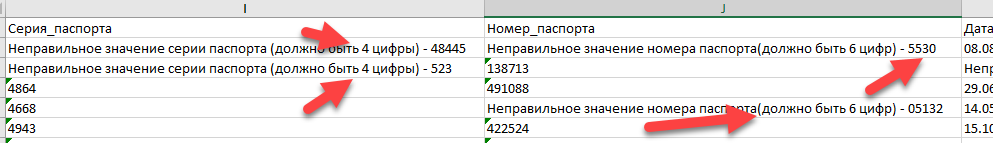 I J
Серия_паспорта Номер_паспорта Дата
Неправильное значение серии паспорта (должно быть 4 цифры) - 48445 Неправильное значение номера паспорта(должно быть 6 цифр) - 5530 08.08
Неправильное значение серии паспорта (должно быть 4 цифры) - 523 138713 Неп
4864 491088 29.06
4668 Неправильное значение номера паспорта(должно быть 6 цифр) - 05132 14.05
4943 422524 15.10